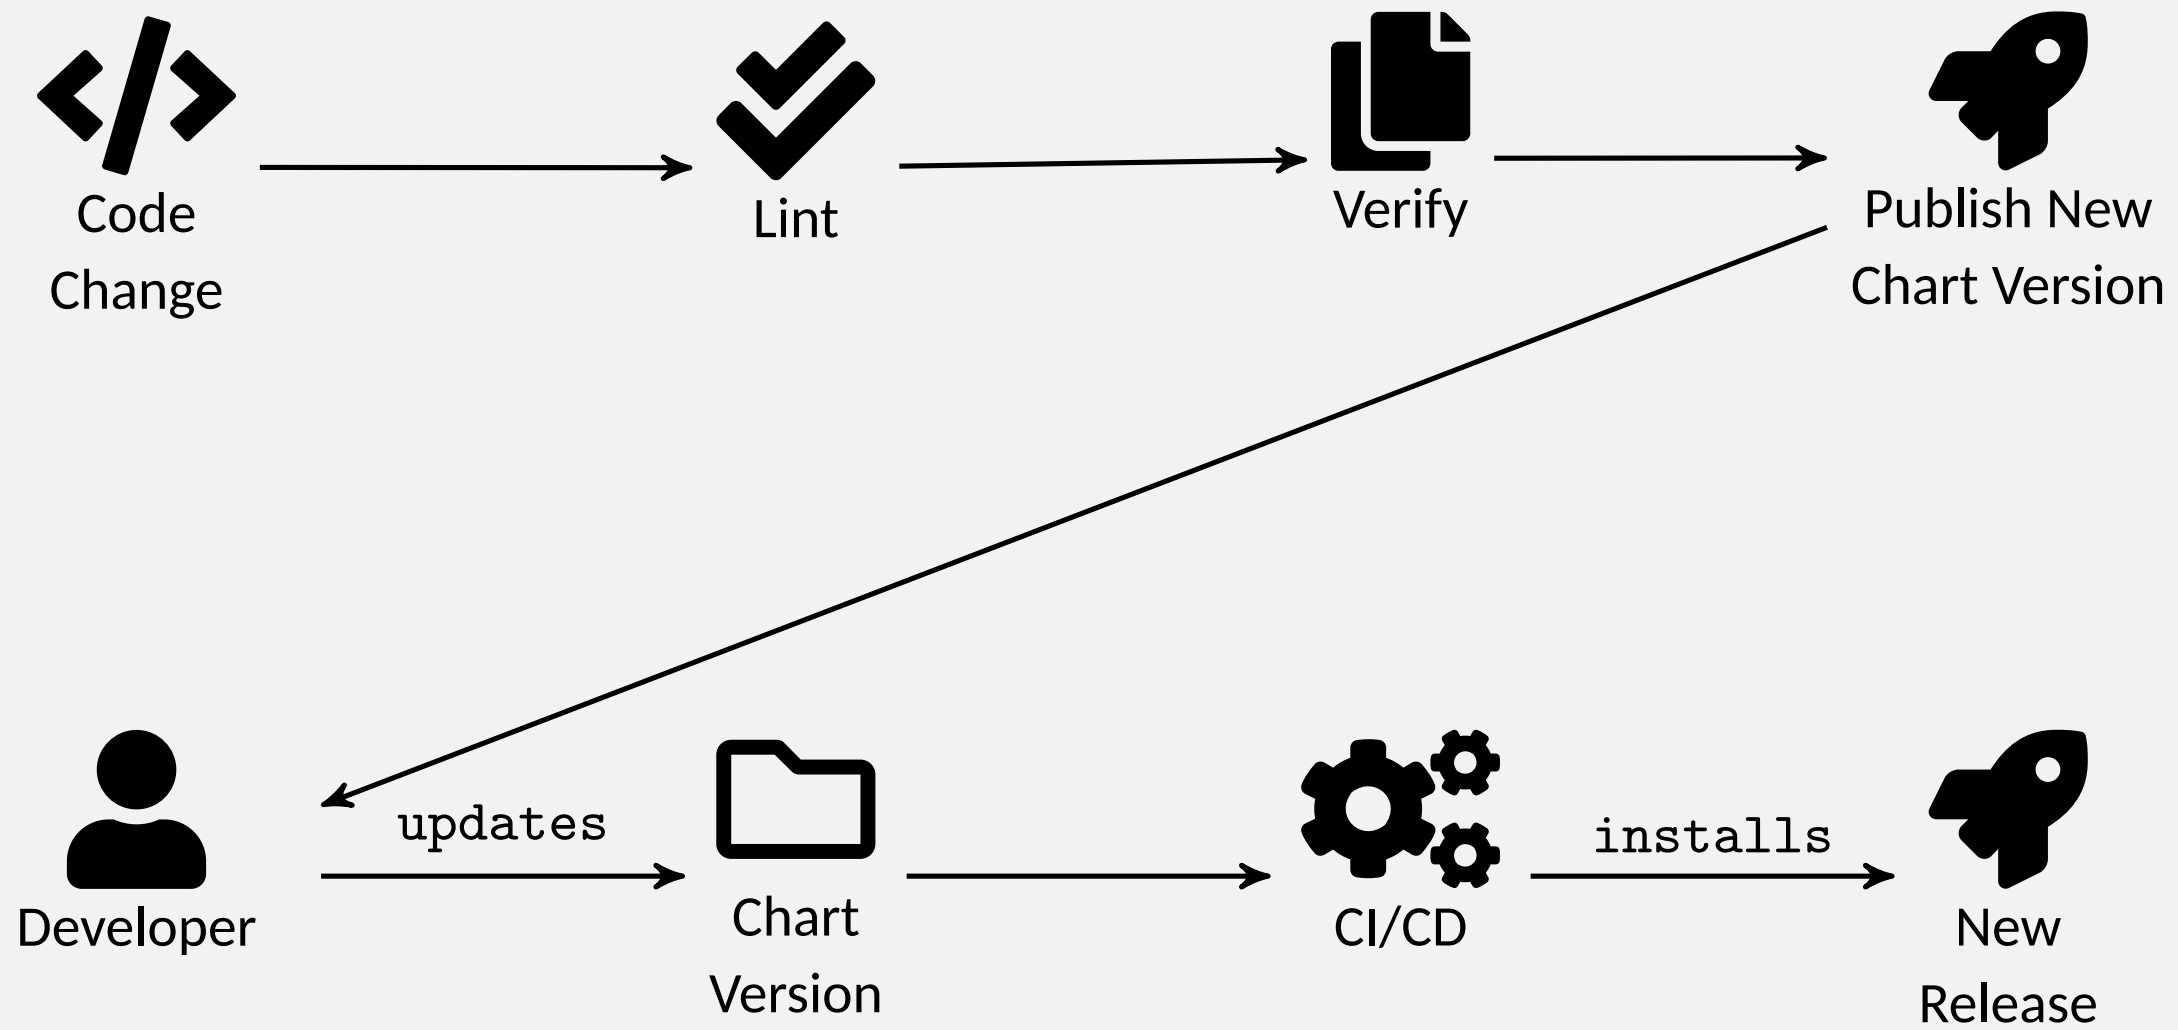 Code
Change
Lint
Verify
Publish New
Chart Version
Developer
updates
Chart
Version
CI/CD
installs
New
Release